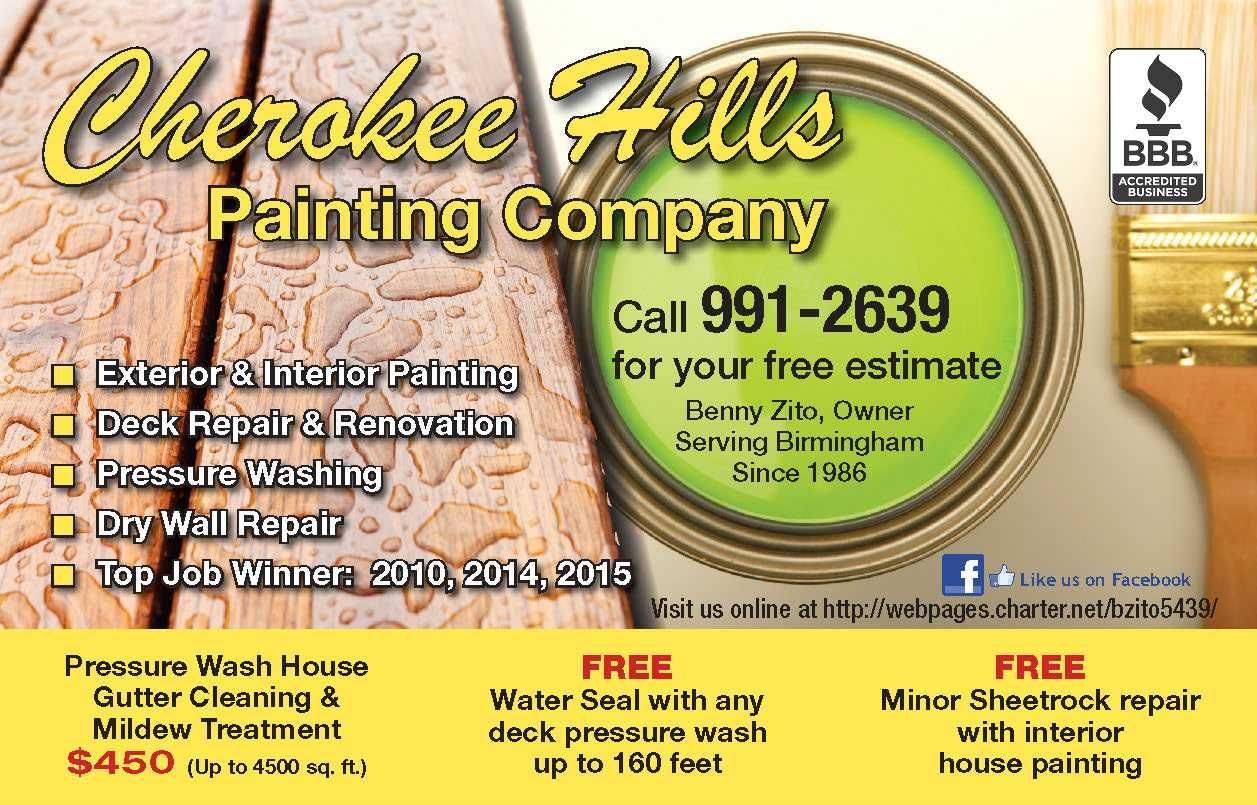 Cherokee Hills
Painting Company
BBB
ACCREDITED
BUSINESS
Call 991-2639
for your free estimate
Benny Zito, Owner
Serving Birmingham
Since 1986
Exterior & Interior Painting
Deck Repair & Renovation
Pressure Washing
Dry Wall Repair
Top Job Winner: 2010, 2014, 2015
f Like us on Facebook
Visit us online at http://webpages.charter.net/bzito5439/
Pressure Wash House
Gutter Cleaning &
Mildew Treatment
$450 (Up to 4500 sq. ft.)
FREE
Water Seal with any
deck pressure wash
up to 160 feet
FREE
Minor Sheetrock repair
with interior
house painting